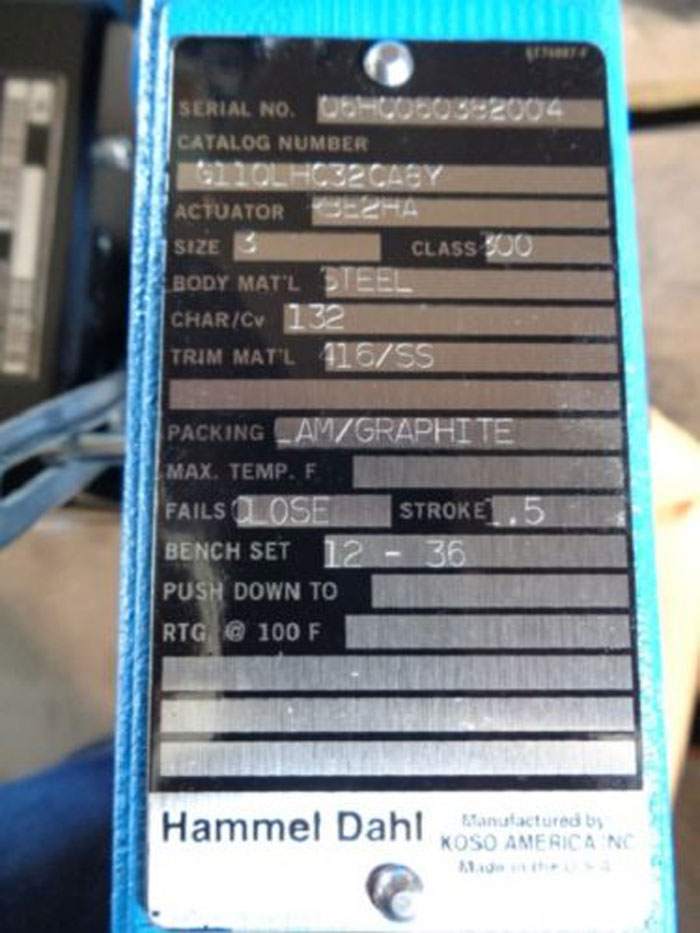 SERIAL NO. 06HC060382004
CATALOG NUMBER
G110LHC32CA8Y
ACTUATOR
SIZE 3 CLASS 300
BODY MAT'L STEEL
CHAR/Cv 132
TRIM MAT'L 416/SS
PACKING LAM/GRAPHITE
MAX. TEMP. F
FAILS CLOSE STROKE 1.5
BENCH SET 12 - 36
PUSH DOWN TO
RTG @ 100 F
Hammel Dahl
Manufactured by
KOSO AMERICA INC
Made in the U.S.A